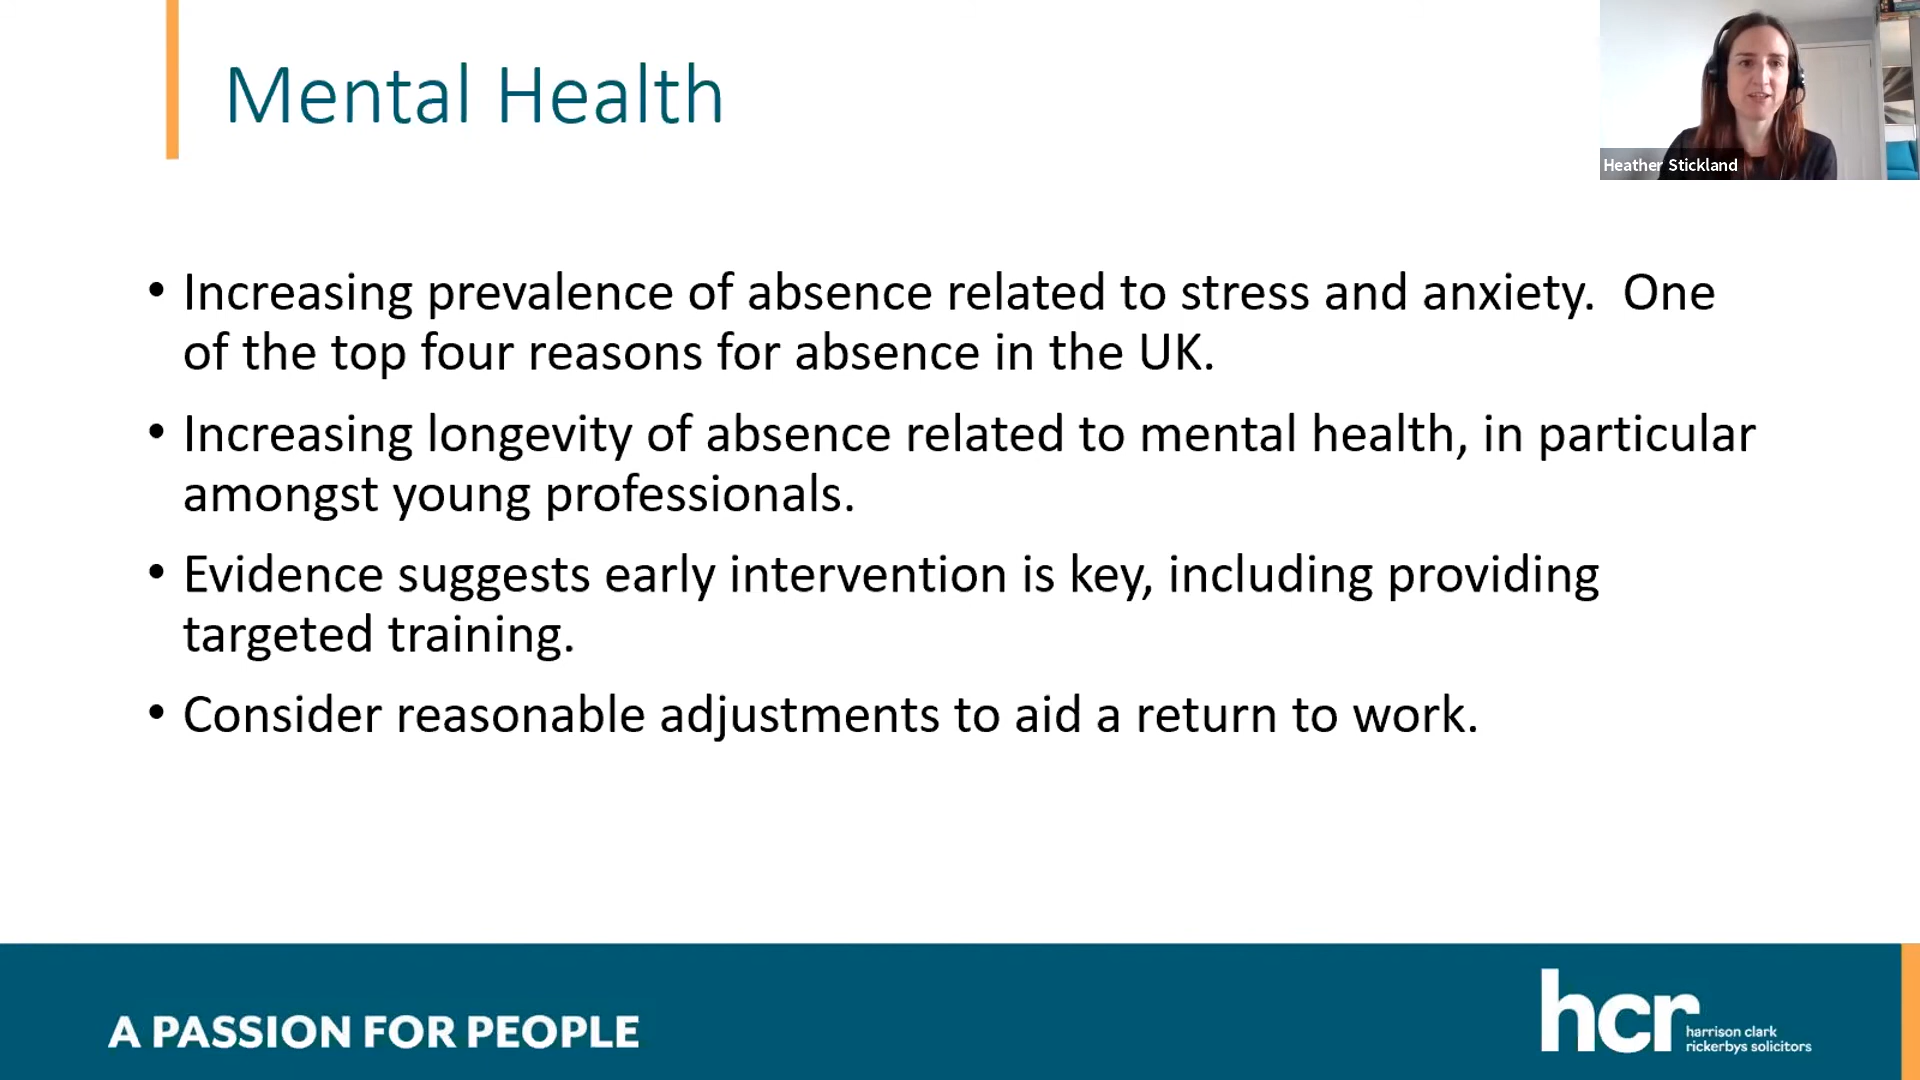 Mental Health
Heather Stickland
• Increasing prevalence of absence related to stress and anxiety.  One
of the top four reasons for absence in the UK.
• Increasing longevity of absence related to mental health, in particular
amongst young professionals.
• Evidence suggests early intervention is key, including providing
targeted training.
• Consider reasonable adjustments to aid a return to work.
A PASSION FOR PEOPLE
hcr
harrison clark
rickerbys solicitors